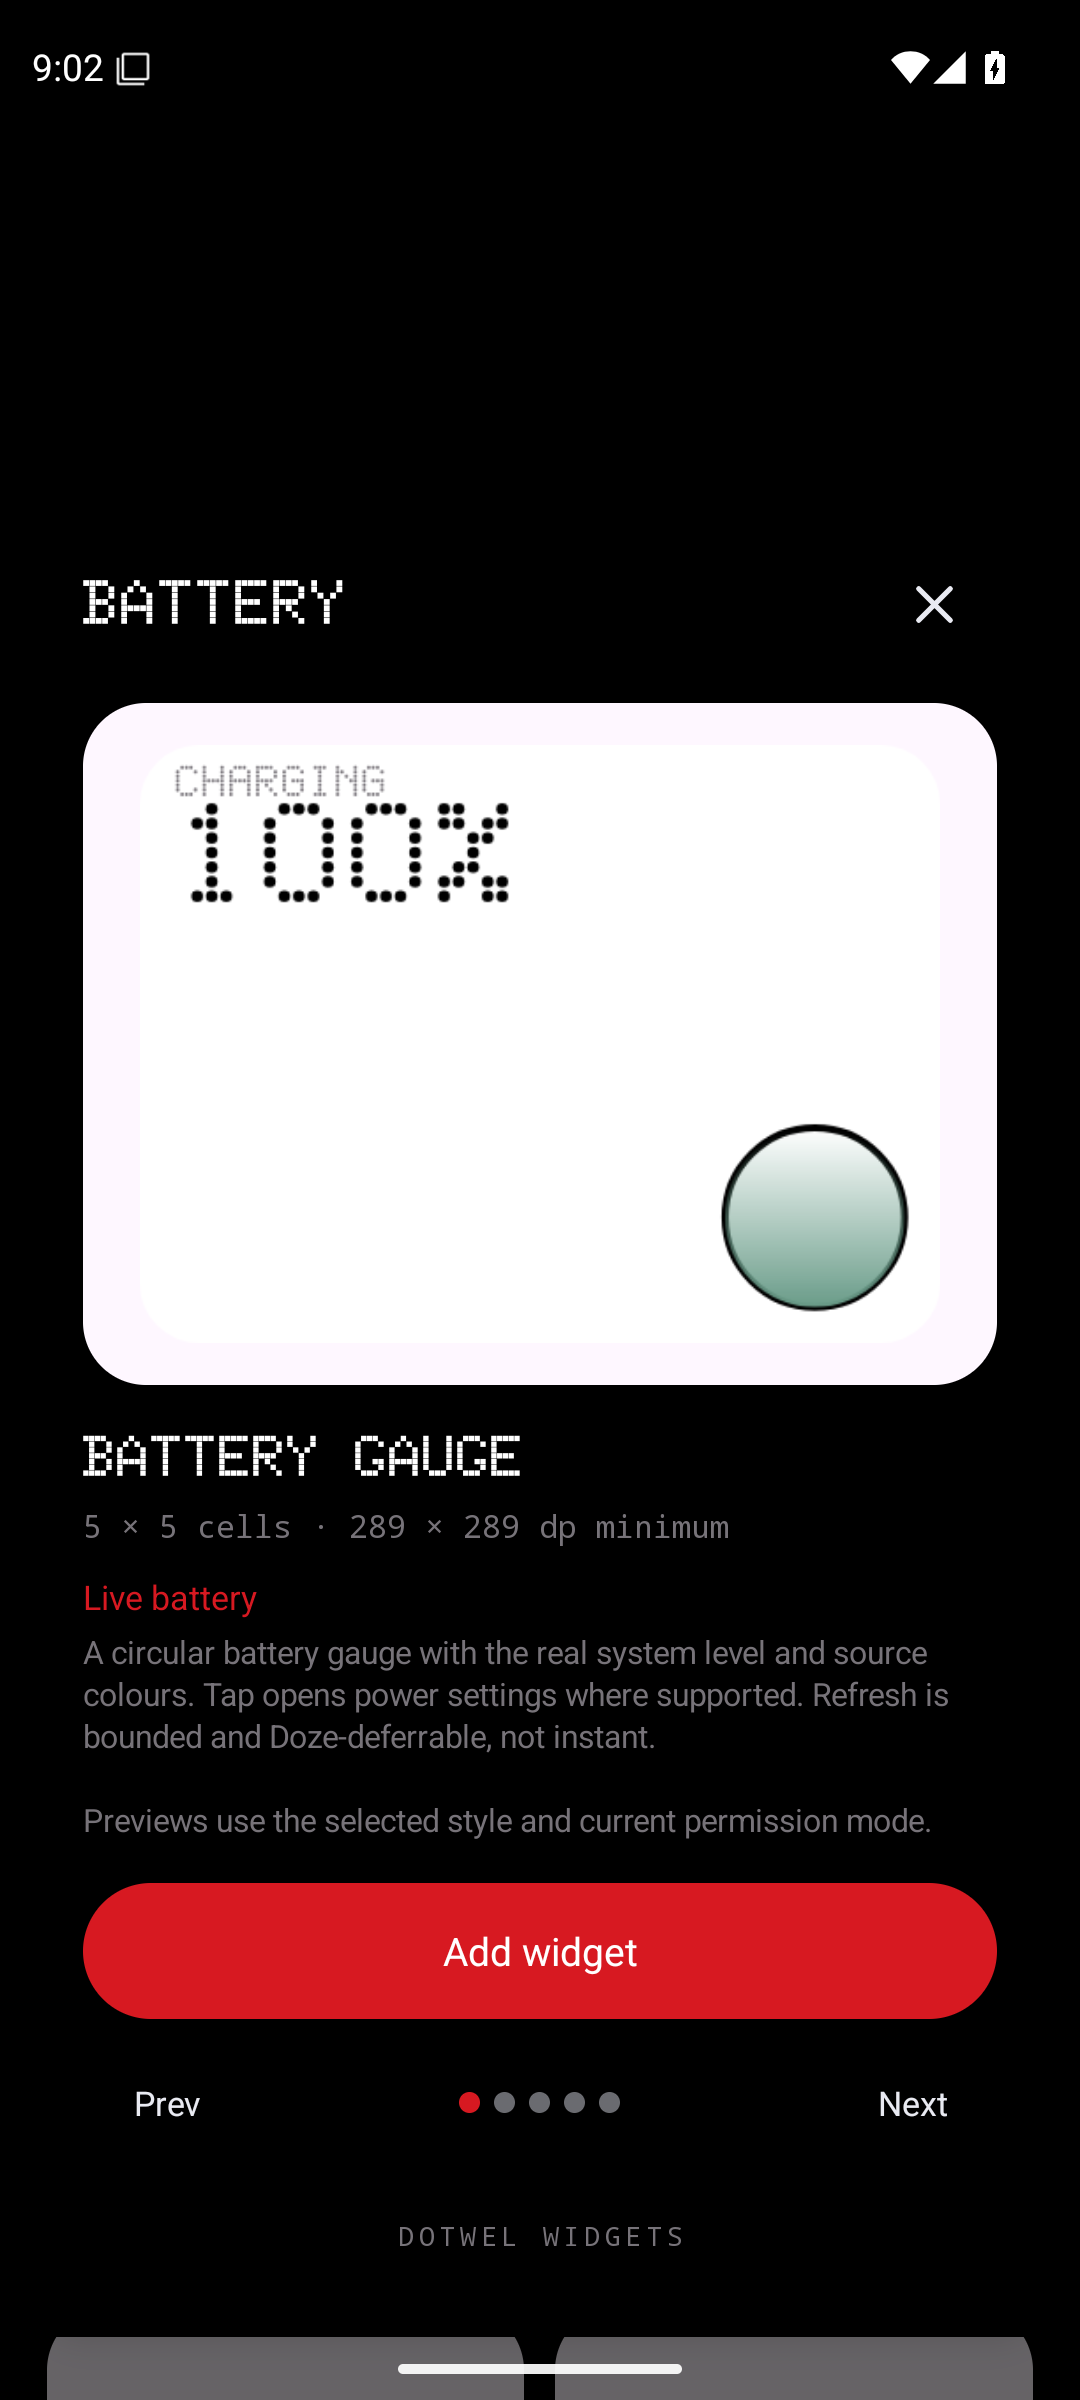 9:02
BATTERY
CHARGING
100%
BATTERY GAUGE
5 × 5 cells · 289 × 289 dp minimum
Live battery
A circular battery gauge with the real system level and source
colours. Tap opens power settings where supported. Refresh is
bounded and Doze-deferrable, not instant.
Previews use the selected style and current permission mode.
Add widget
Prev
Next
DOTWEL WIDGETS